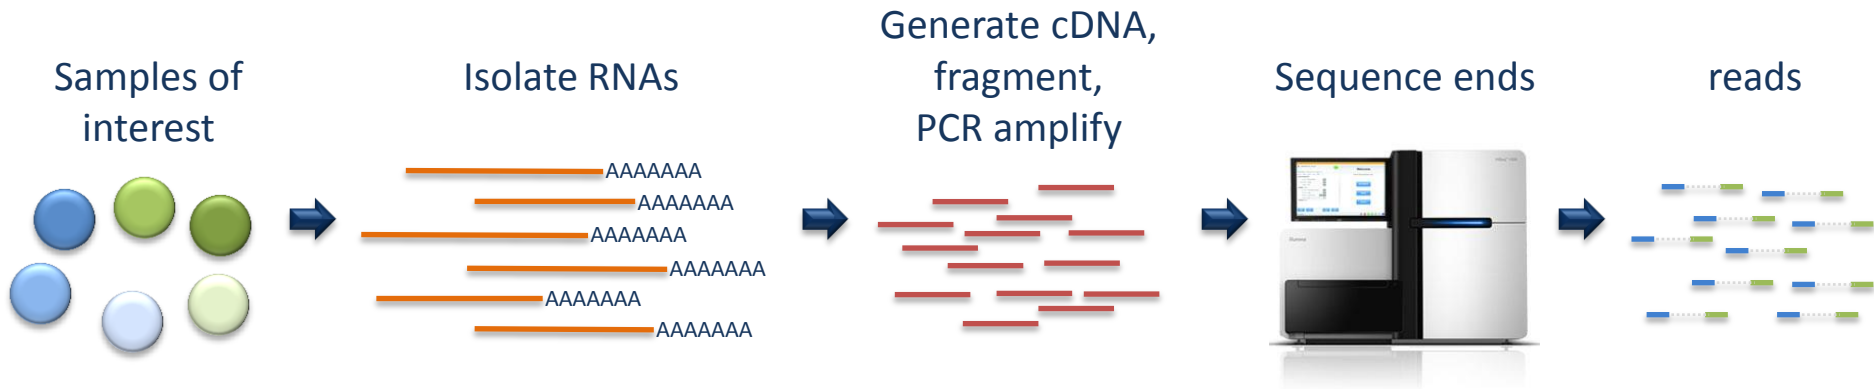 Samples of
interest
Isolate RNAs
Generate cDNA,
fragment,
PCR amplify
Sequence ends
reads
AAAAAAA
AAAAAAA
AAAAAAA
AAAAAAA
AAAAAAA
AAAAAAA